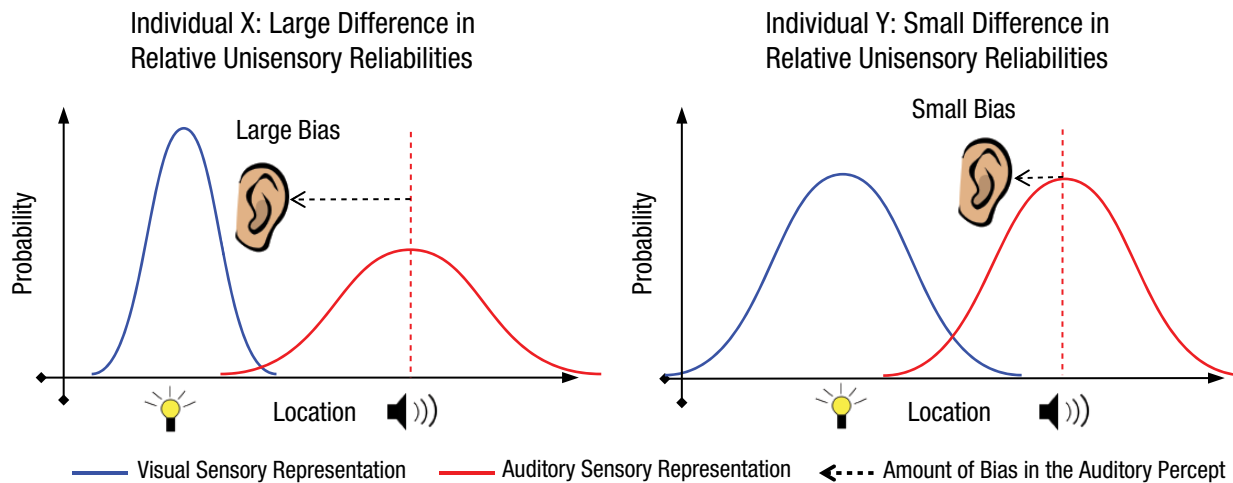 Individual X: Large Difference in
Relative Unisensory Reliabilities
Individual Y: Small Difference in
Relative Unisensory Reliabilities
Large Bias
Probability
Location
Small Bias
Probability
Location
Visual Sensory Representation
Auditory Sensory Representation
Amount of Bias in the Auditory Percept